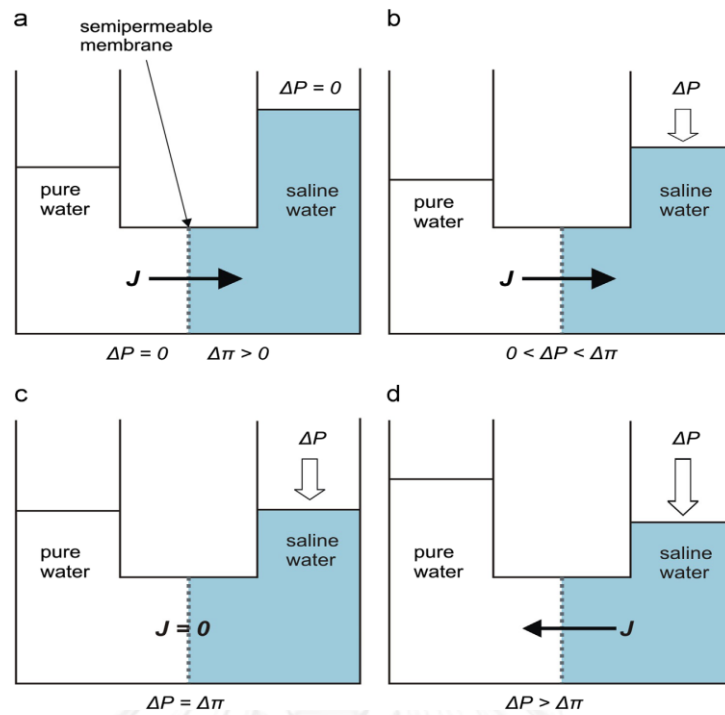 a
semipermeable
membrane
ΔP = 0
pure
water
saline
water
J
ΔP = 0 Δπ > 0
b
ΔP
pure
water
saline
water
J
0 < ΔP < Δπ
c
ΔP
pure
water
saline
water
J = 0
ΔP = Δπ
d
ΔP
pure
water
saline
water
J
ΔP > Δπ